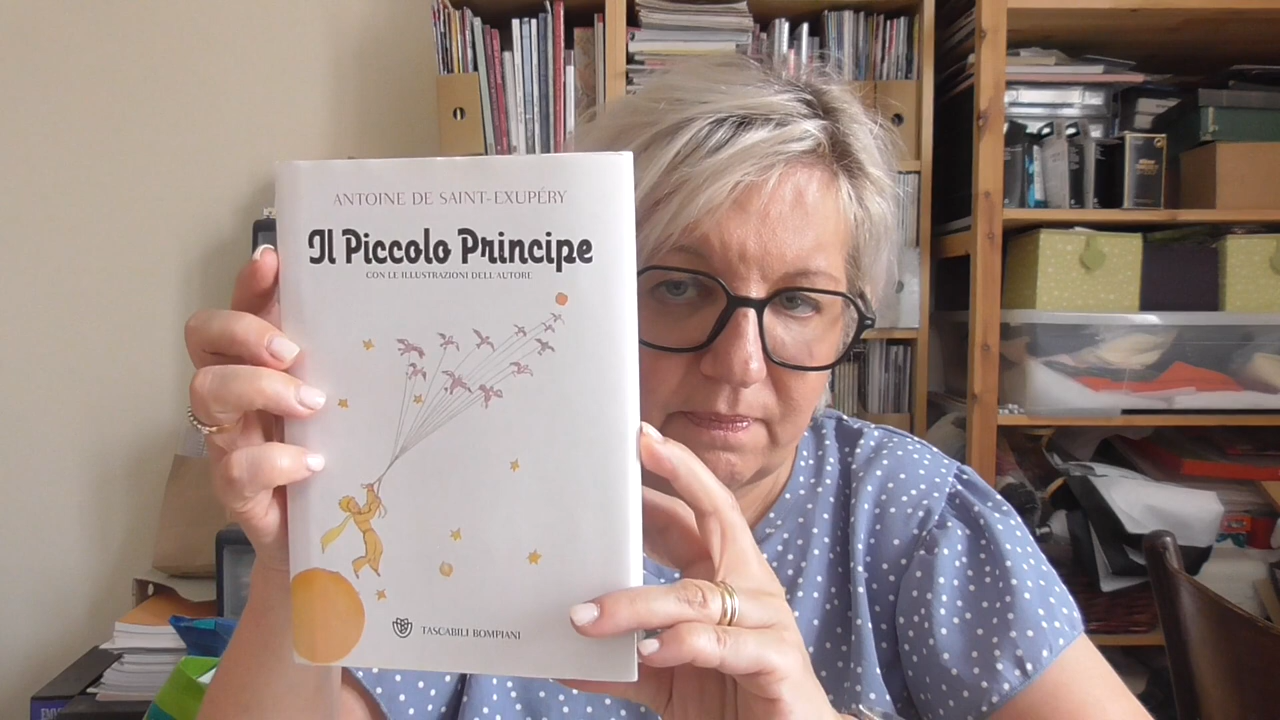 ANTOINE DE SAINT-EXUPÉRY
Il Piccolo Principe
CON LE ILLUSTRAZIONI DELL'AUTORE
TASCABILI BOMPIANI